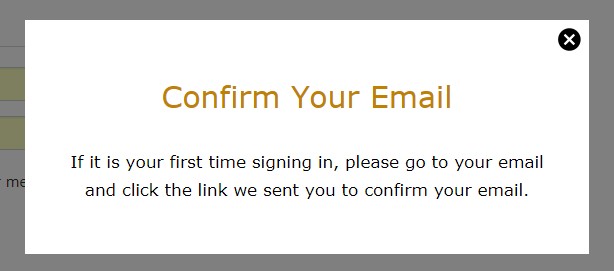 Confirm Your Email
If it is your first time signing in, please go to your email
and click the link we sent you to confirm your email.